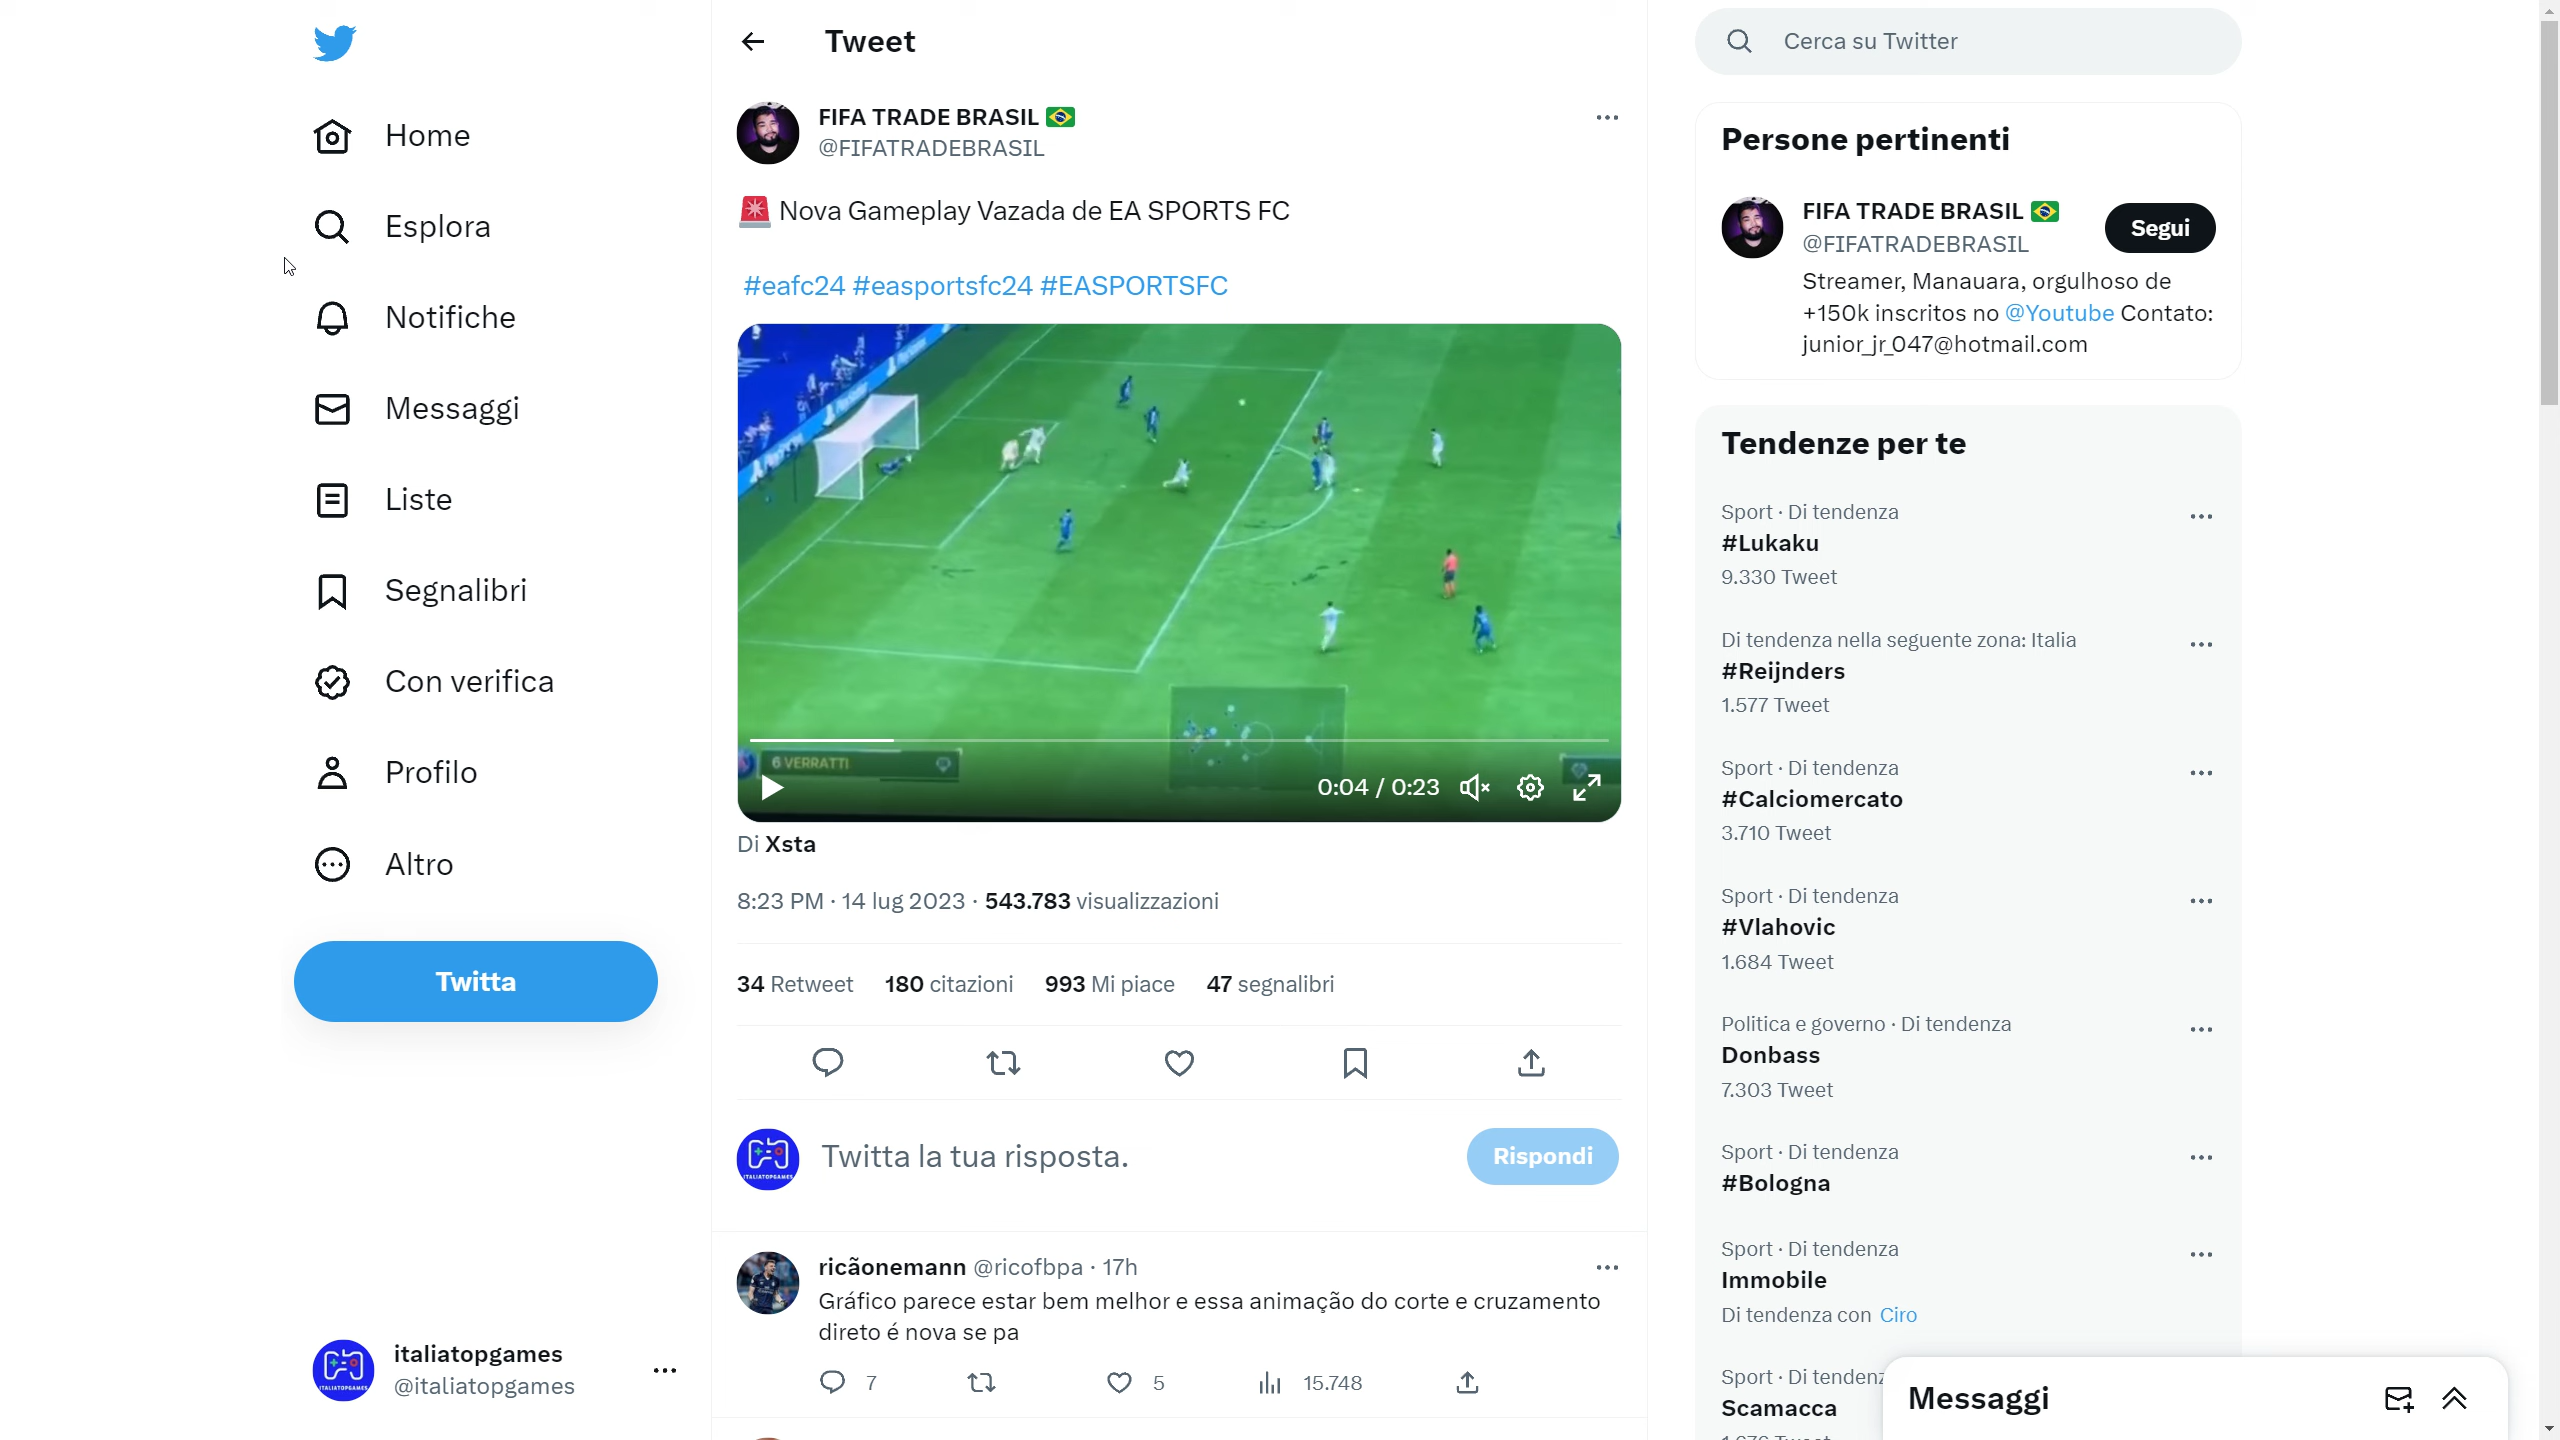 Home
Esplora
Notifiche
Messaggi
Liste
Segnalibri
Con verifica
Profilo
Altro
Twitta
italiatopgames
@italiatopgames
Tweet
FIFA TRADE BRASIL 🇧🇷
@FIFATRADEBRASIL
🚨 Nova Gameplay Vazada de EA SPORTS FC
#eafc24 #easportsfc24 #EASPORTSFC
PlayStation
6 VERRATTI
0:04 / 0:23
Di Xsta
8:23 PM · 14 lug 2023 · 543.783 visualizzazioni
34 Retweet 180 citazioni 993 Mi piace 47 segnalibri
ITALIATOPGAMES
Twitta la tua risposta.
Rispondi
ricãonemann @ricofbpa · 17h
Gráfico parece estar bem melhor e essa animação do corte e cruzamento
direto é nova se pa
7 5 15.748
Cerca su Twitter
Persone pertinenti
FIFA TRADE BRASIL 🇧🇷
@FIFATRADEBRASIL
Segui
Streamer, Manauara, orgulhoso de
+150k inscritos no @Youtube Contato:
junior_jr_047@hotmail.com
Tendenze per te
Sport · Di tendenza
#Lukaku
9.330 Tweet
Di tendenza nella seguente zona: Italia
#Reijnders
1.577 Tweet
Sport · Di tendenza
#Calciomercato
3.710 Tweet
Sport · Di tendenza
#Vlahovic
1.684 Tweet
Politica e governo · Di tendenza
Donbass
7.303 Tweet
Sport · Di tendenza
#Bologna
Sport · Di tendenza
Immobile
Di tendenza con Ciro
Sport · Di tendenz
Scamacca
Messaggi